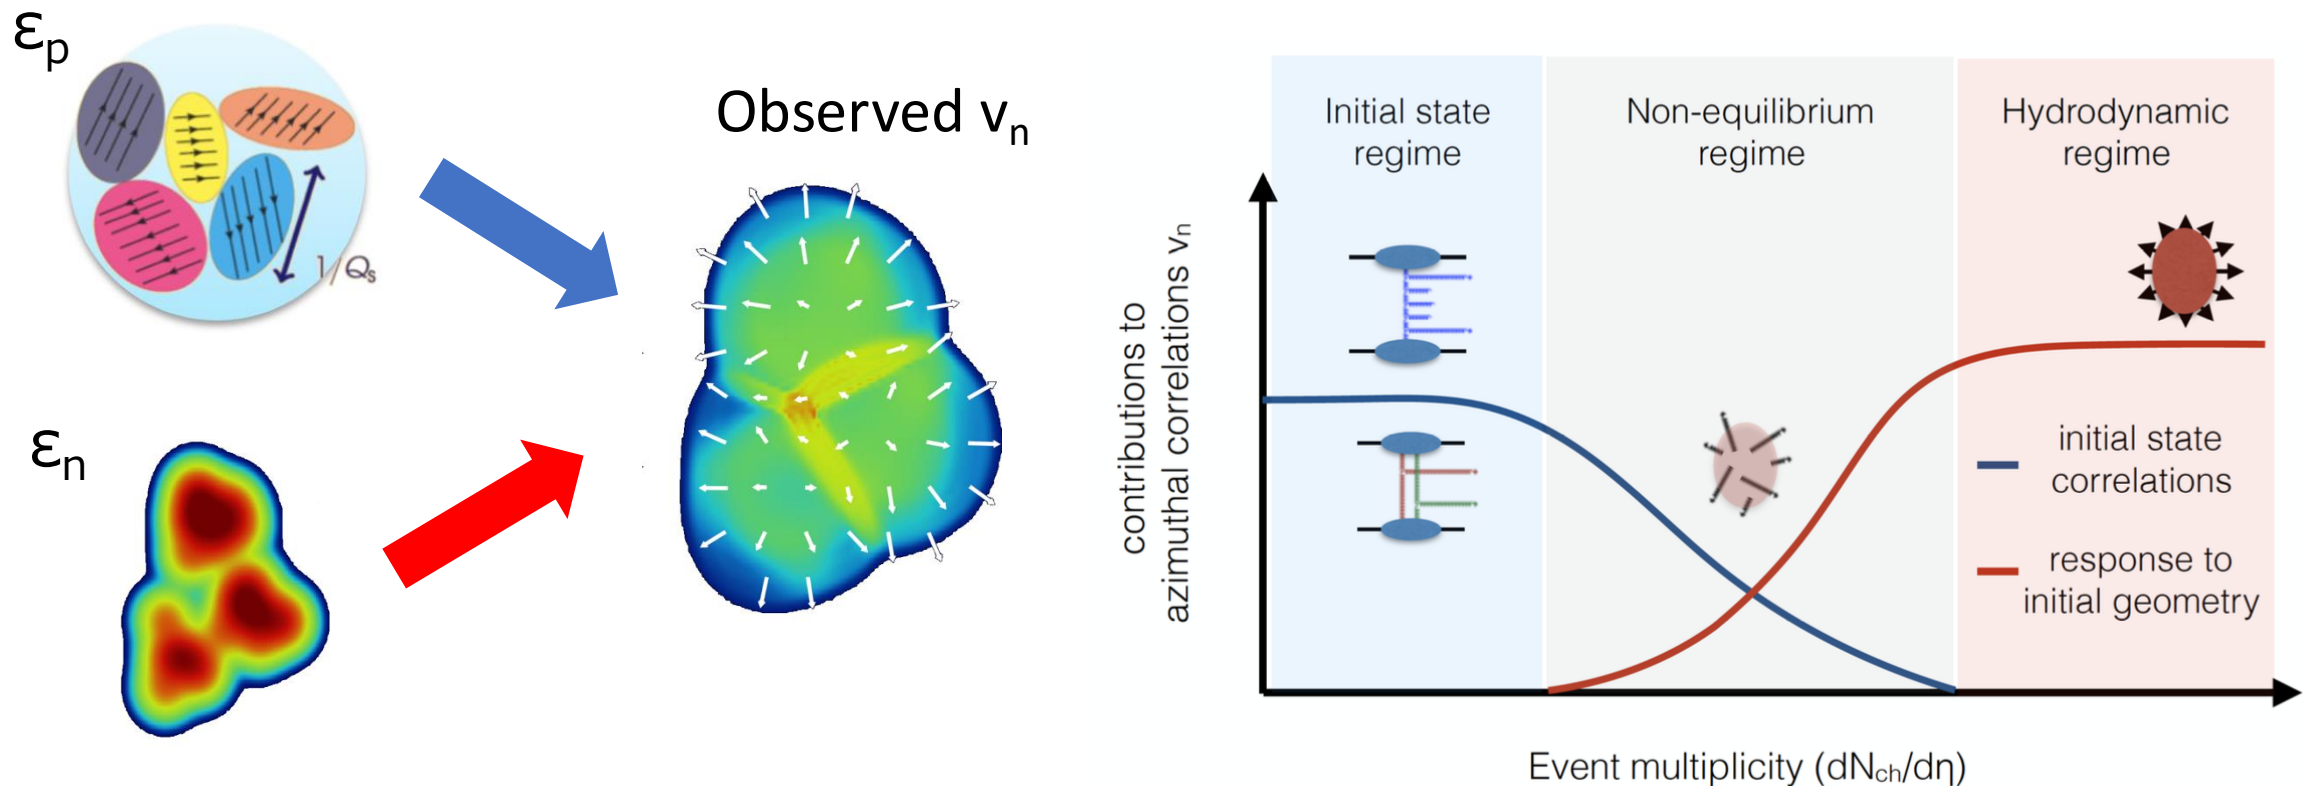 εp
1/Qs
εn
Observed vn
Initial state
regime
Non-equilibrium
regime
Hydrodynamic
regime
contributions to
azimuthal correlations vn
initial state
correlations
response to
initial geometry
Event multiplicity (dNch/dη)